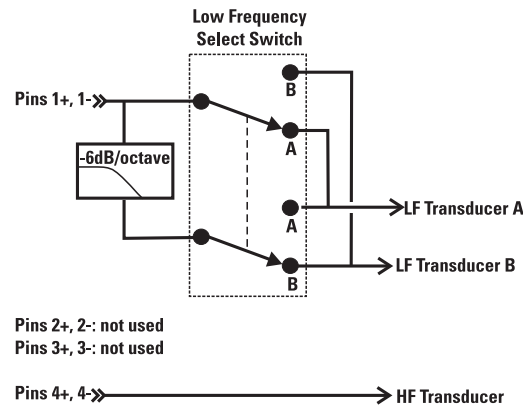 Low Frequency
Select Switch
B
Pins 1+, 1-
A
-6dB/octave
A
LF Transducer A
LF Transducer B
B
Pins 2+, 2-: not used
Pins 3+, 3-: not used
Pins 4+, 4-
HF Transducer